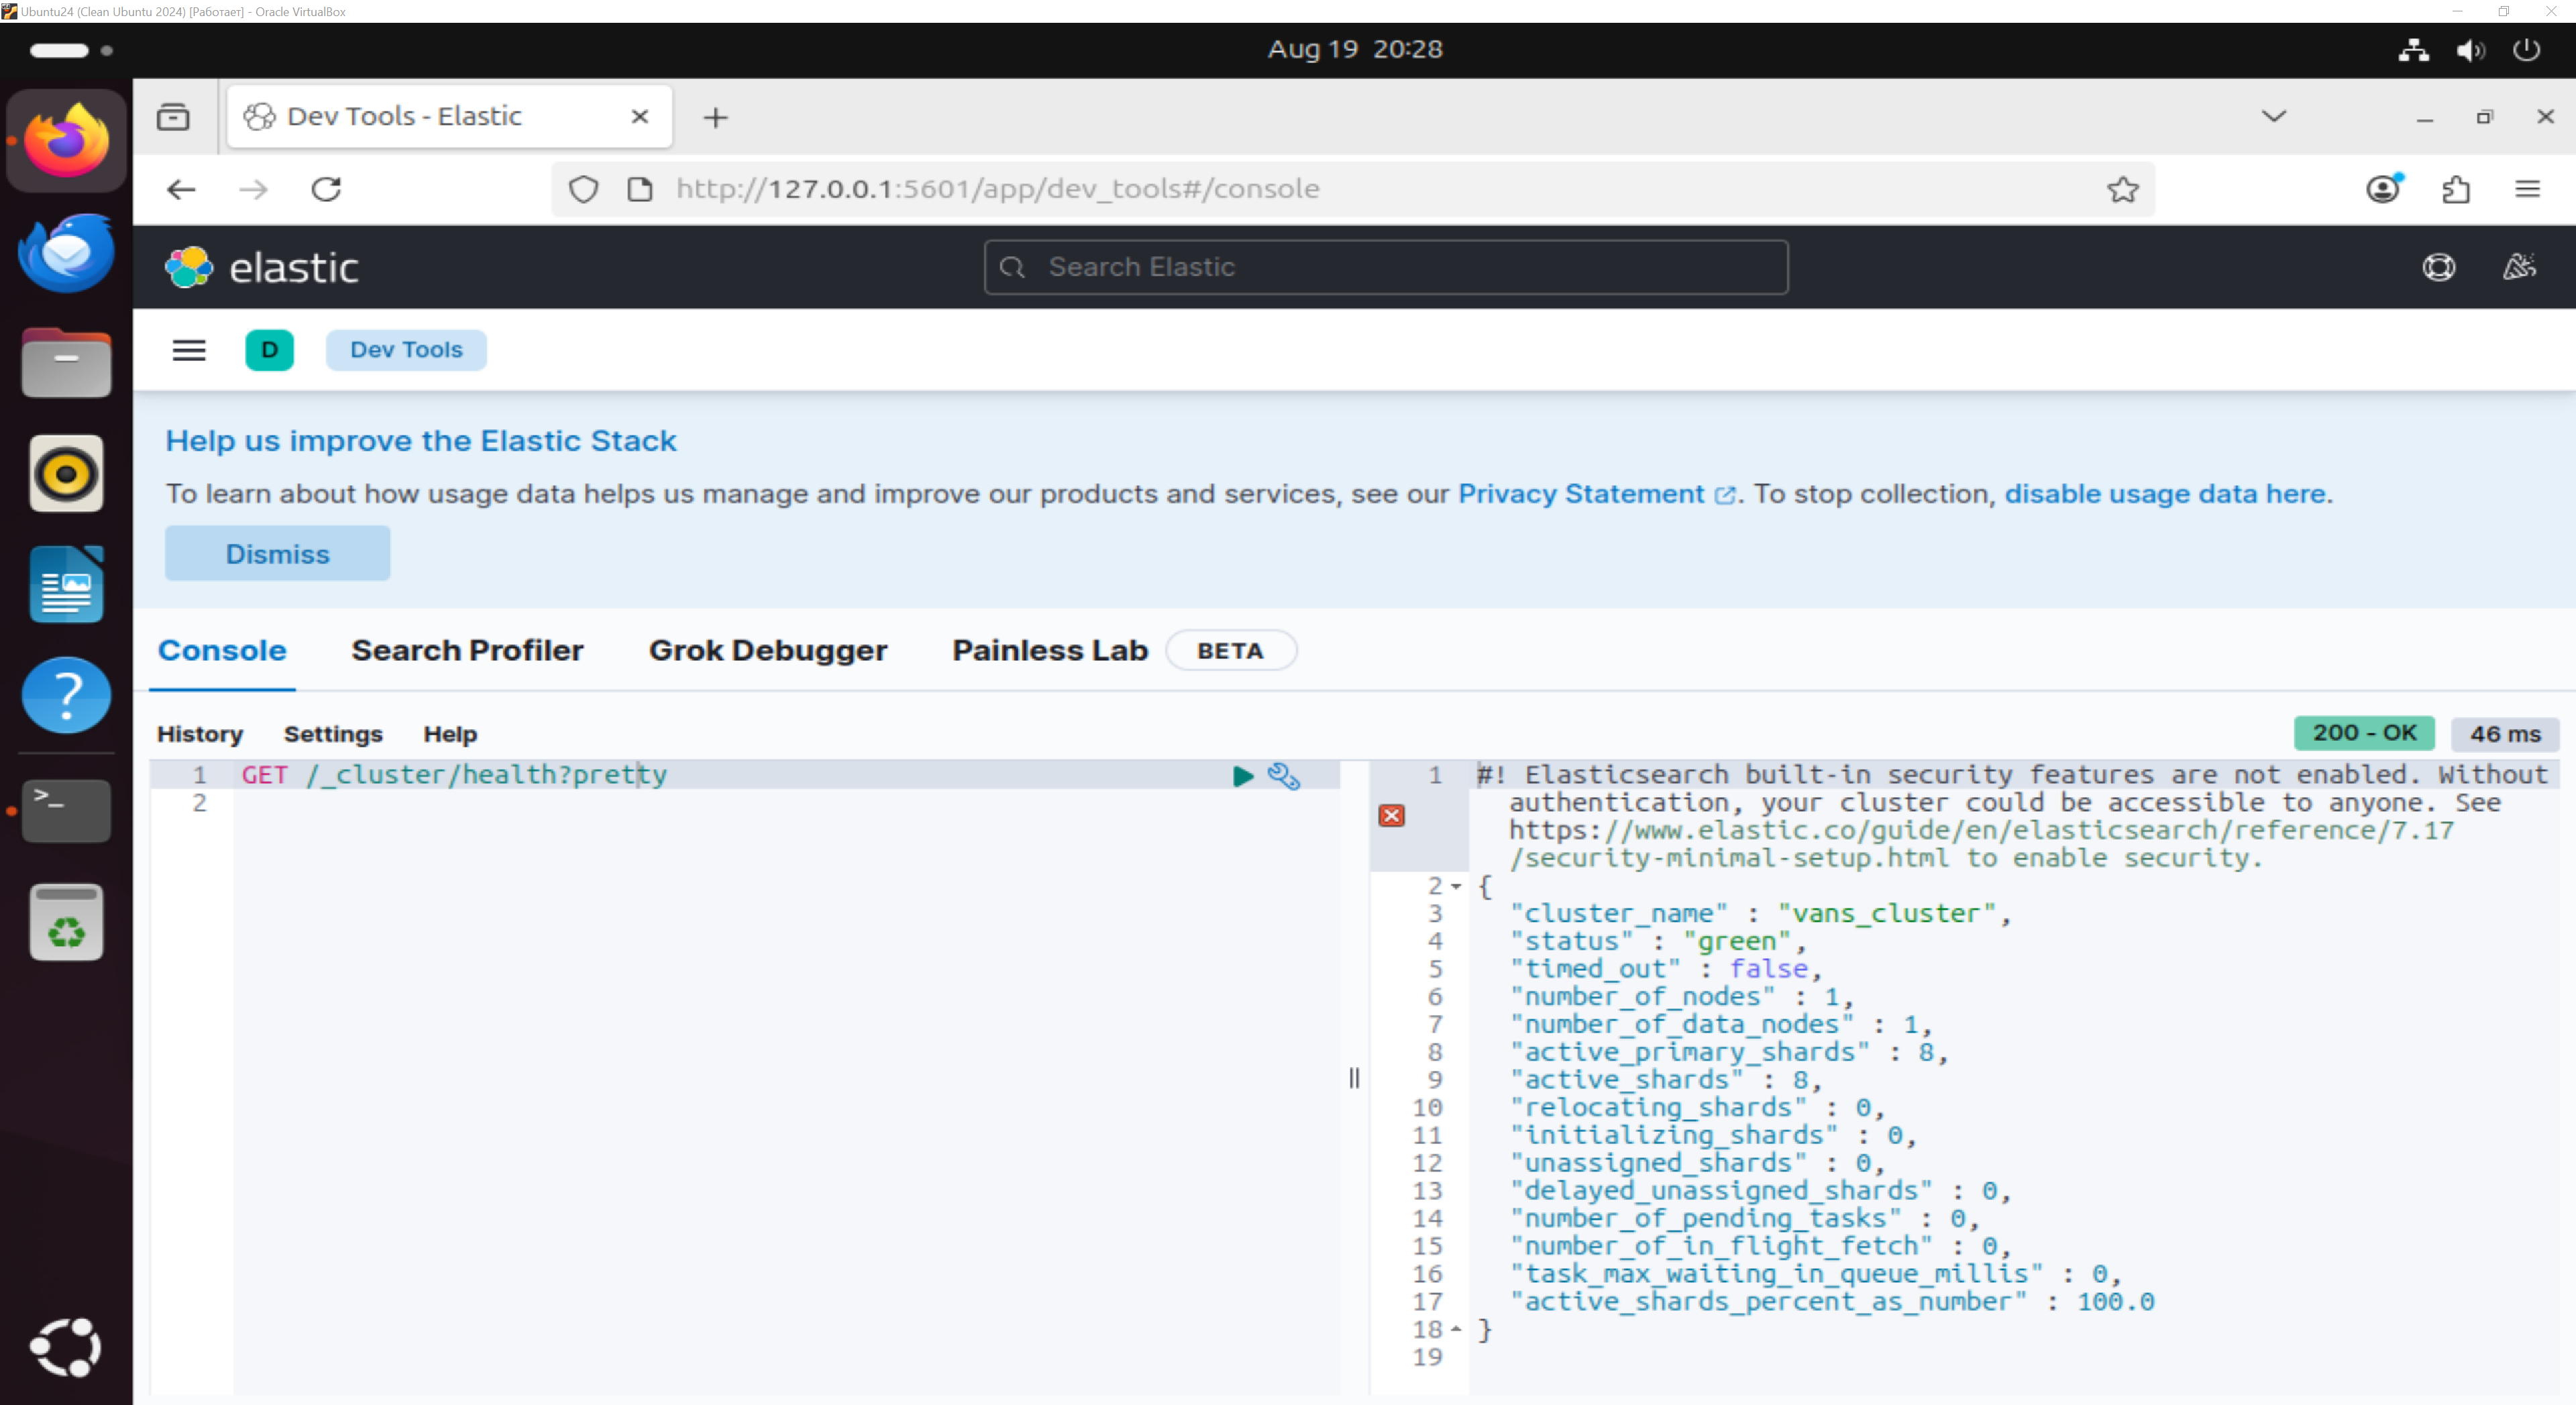 Ubuntu24 (Clean Ubuntu 2024) [Работает] - Oracle VirtualBox
Aug 19 20:28
Dev Tools - Elastic
http://127.0.0.1:5601/app/dev_tools#/console
elastic
Search Elastic
D
Dev Tools
Help us improve the Elastic Stack
To learn about how usage data helps us manage and improve our products and services, see our Privacy Statement. To stop collection, disable usage data here.
Dismiss
Console Search Profiler Grok Debugger Painless Lab BETA
History Settings Help
200 - OK 46 ms
1 GET /_cluster/health?pretty
2
1 #! Elasticsearch built-in security features are not enabled. Without
authentication, your cluster could be accessible to anyone. See
https://www.elastic.co/guide/en/elasticsearch/reference/7.17
/security-minimal-setup.html to enable security.
2 {
3 "cluster_name" : "vans_cluster",
4 "status" : "green",
5 "timed_out" : false,
6 "number_of_nodes" : 1,
7 "number_of_data_nodes" : 1,
8 "active_primary_shards" : 8,
9 "active_shards" : 8,
10 "relocating_shards" : 0,
11 "initializing_shards" : 0,
12 "unassigned_shards" : 0,
13 "delayed_unassigned_shards" : 0,
14 "number_of_pending_tasks" : 0,
15 "number_of_in_flight_fetch" : 0,
16 "task_max_waiting_in_queue_millis" : 0,
17 "active_shards_percent_as_number" : 100.0
18 }
19